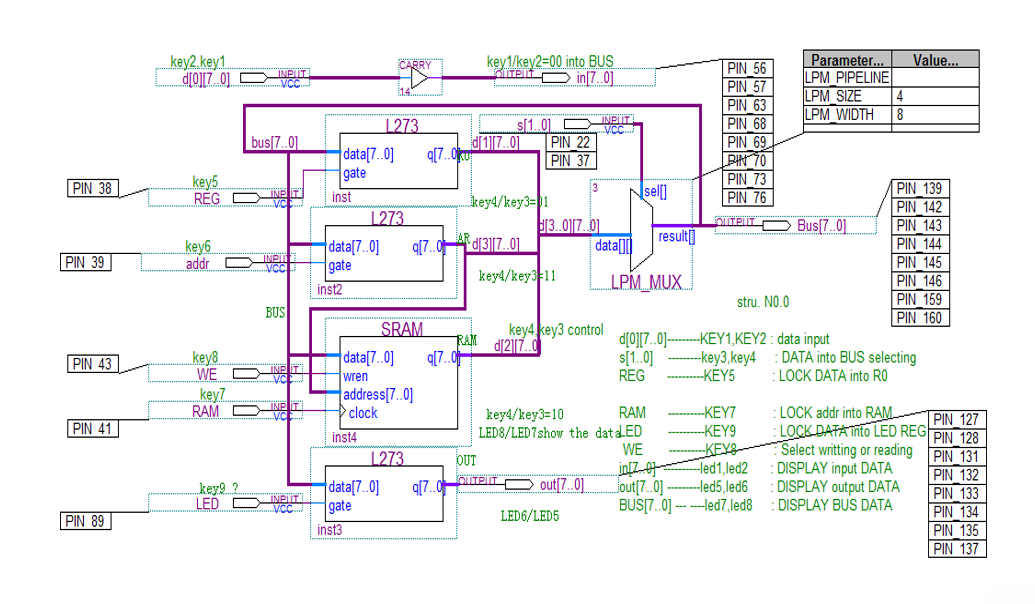 key2,key1
d[0][7..0]
INPUT
VCC
CARRY
14
key1/key2=00 into BUS
OUTPUT
in[7..0]
PIN_56
PIN_57
PIN_63
PIN_68
PIN_69
PIN_70
PIN_73
PIN_76
Parameter... Value...
LPM_PIPELINE
LPM_SIZE 4
LPM_WIDTH 8
bus[7..0]
L273
data[7..0] q[7..0]
gate
inst
R0
d[1][7..0]
s[1..0]
INPUT
VCC
PIN_22
PIN_37
PIN_38
key5
REG
INPUT
VCC
key4/key3=01
L273
data[7..0] q[7..0]
gate
inst2
AR
d[3][7..0]
key4/key3=11
PIN_39
key6
addr
INPUT
VCC
d[3..0][7..0]
3
sel[]
data[][]
result[]
LPM_MUX
OUTPUT
Bus[7..0]
PIN_139
PIN_142
PIN_143
PIN_144
PIN_145
PIN_146
PIN_159
PIN_160
BUS
SRAM
data[7..0] q[7..0]
wren
address[7..0]
clock
inst4
RAM
key4,key3 control
d[2][7..0]
PIN_43
key8
WE
INPUT
VCC
PIN_41
key7
RAM
INPUT
VCC
key4/key3=10
LED8/LED7show the data
L273
data[7..0] q[7..0]
gate
inst3
OUT
OUTPUT
out[7..0]
LED6/LED5
PIN_89
key9 ?
LED
INPUT
VCC
stru. N0.0
d[0][7..0]--------KEY1,KEY2 : data input
s[1..0] ---------key3,key4 : DATA into BUS selecting
REG ----------KEY5 : LOCK DATA into R0
RAM ----------KEY7 : LOCK addr into RAM
LED ----------KEY9 : LOCK DATA into LED REG
WE ----------KEY8 : Select writting or reading
in[7..0] ---------led1,led2 : DISPLAY input DATA
out[7..0] ---------led5,led6 : DISPLAY output DATA
BUS[7..0] --- ----led7,led8 : DISPLAY BUS DATA
PIN_127
PIN_128
PIN_131
PIN_132
PIN_133
PIN_134
PIN_135
PIN_137